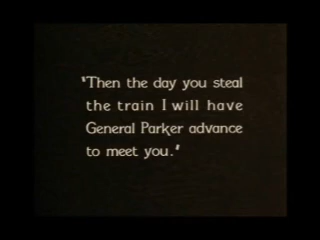 "Then the day you steal
the train I will have
General Parker advance
to meet you."